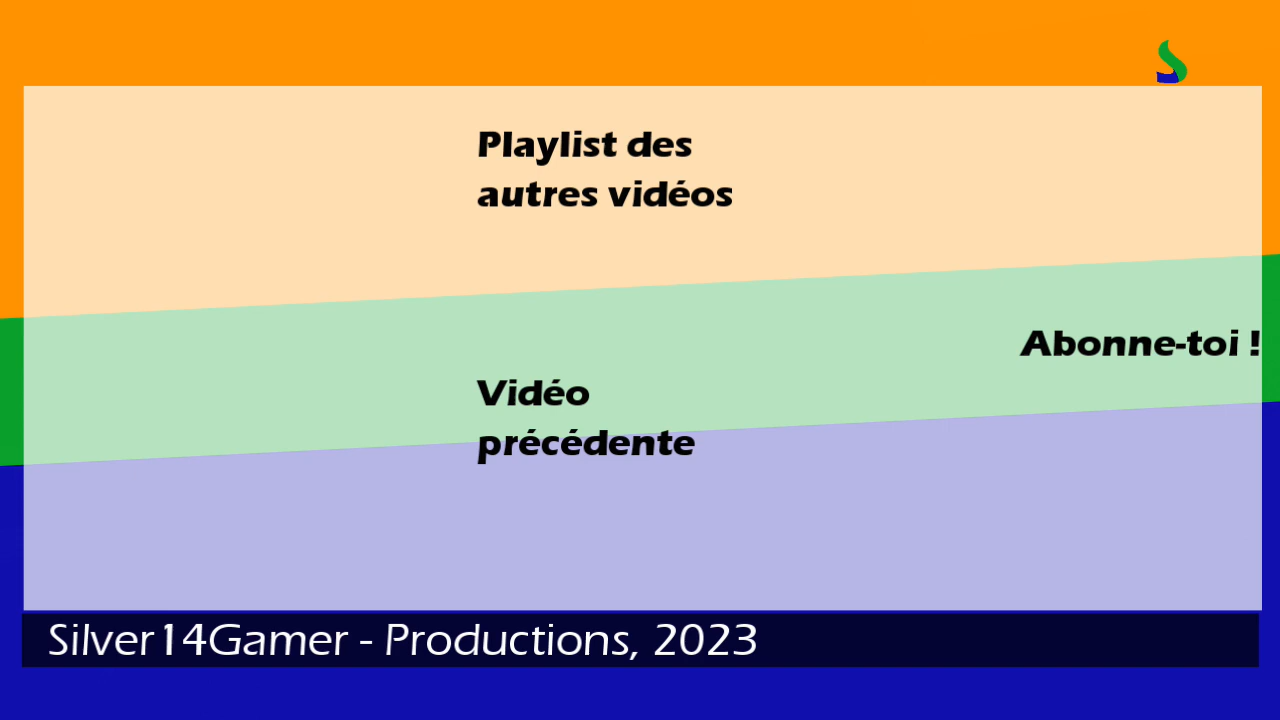 Playlist des
autres vidéos
Abonne-toi !
Vidéo
précédente
Silver14Gamer - Productions, 2023